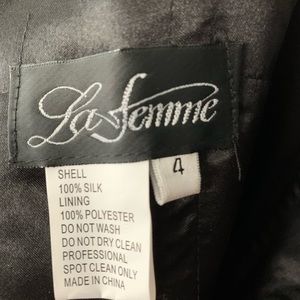 La Femme
4
SHELL
100% SILK
LINING
100% POLYESTER
DO NOT WASH
DO NOT DRY CLEAN
PROFESSIONAL
SPOT CLEAN ONLY
MADE IN CHINA